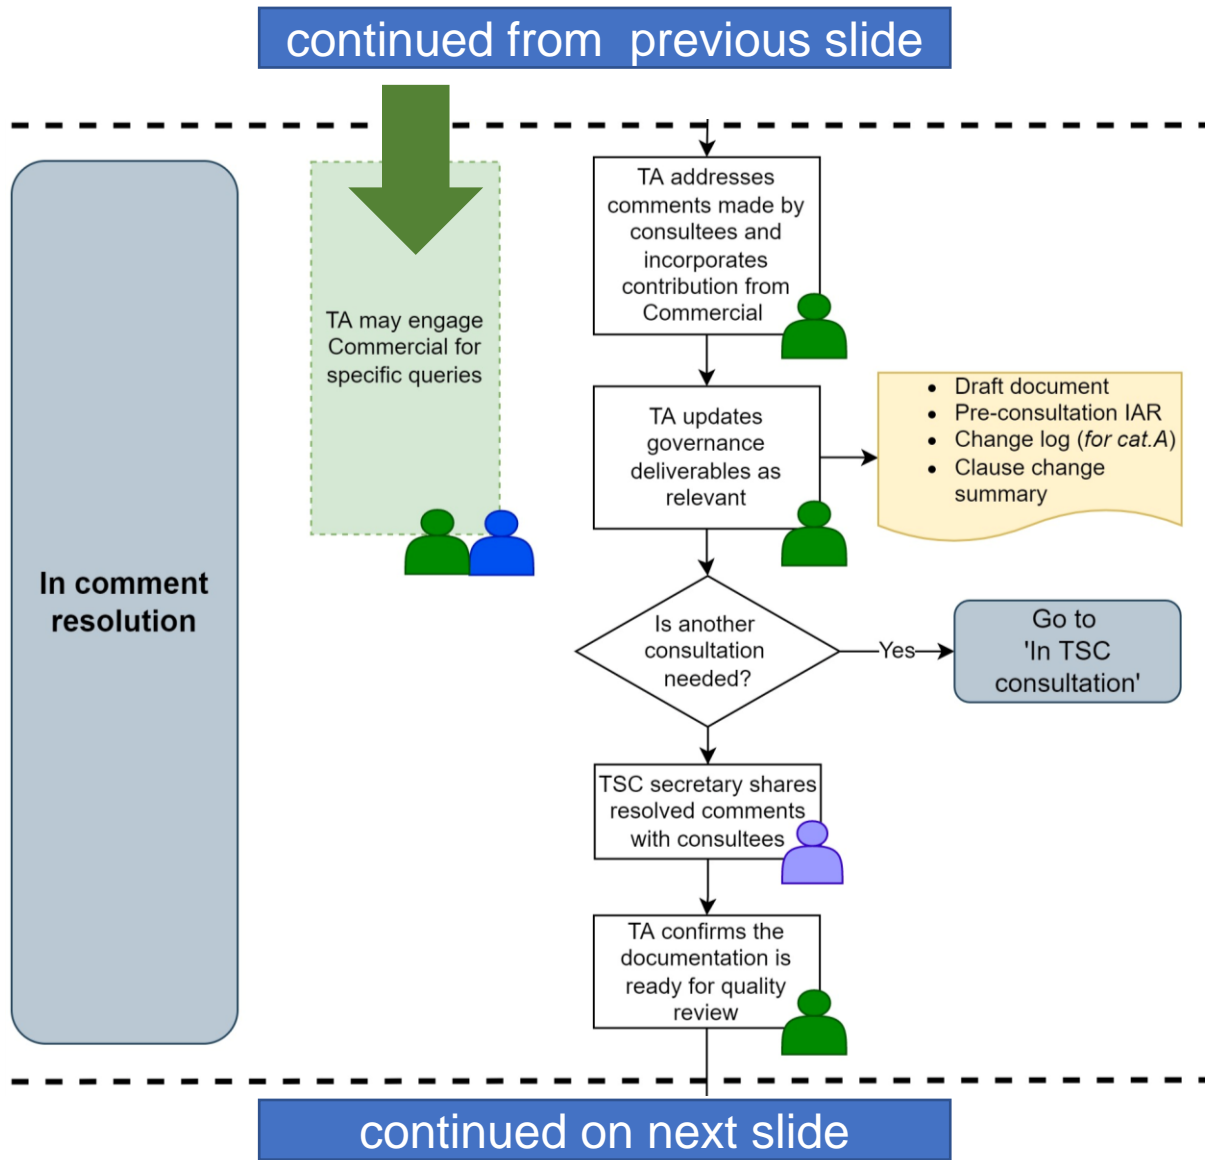 continued from previous slide
In comment
resolution
TA may engage
Commercial for
specific queries
TA addresses
comments made by
consultees and
incorporates
contribution from
Commercial
TA updates
governance
deliverables as
relevant
• Draft document
• Pre-consultation IAR
• Change log (for cat.A)
• Clause change
summary
Is another
consultation
needed?
Yes
Go to
'In TSC
consultation'
TSC secretary shares
resolved comments
with consultees
TA confirms the
documentation is
ready for quality
review
continued on next slide